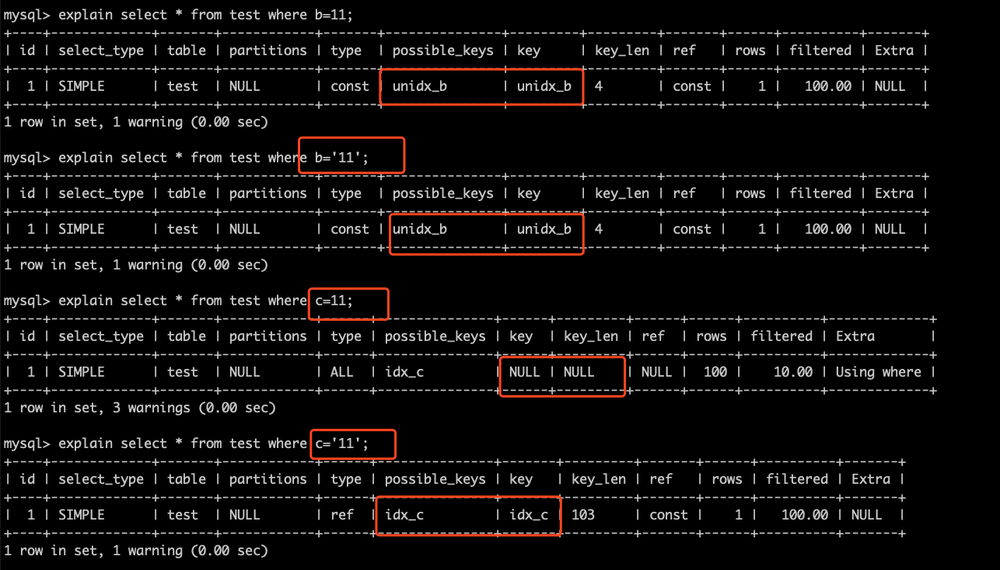 mysql> explain select * from test where b=11;
+----+-------------+-------+------------+-------+---------------+----------+---------+-------+------+----------+-------+
| id | select_type | table | partitions | type  | possible_keys | key      | key_len | ref   | rows | filtered | Extra |
+----+-------------+-------+------------+-------+---------------+----------+---------+-------+------+----------+-------+
|  1 | SIMPLE      | test  | NULL       | const | unidx_b       | unidx_b  | 4       | const |    1 |   100.00 | NULL  |
+----+-------------+-------+------------+-------+---------------+----------+---------+-------+------+----------+-------+
1 row in set, 1 warning (0.00 sec)
mysql> explain select * from test where b='11';
+----+-------------+-------+------------+-------+---------------+----------+---------+-------+------+----------+-------+
| id | select_type | table | partitions | type  | possible_keys | key      | key_len | ref   | rows | filtered | Extra |
+----+-------------+-------+------------+-------+---------------+----------+---------+-------+------+----------+-------+
|  1 | SIMPLE      | test  | NULL       | const | unidx_b       | unidx_b  | 4       | const |    1 |   100.00 | NULL  |
+----+-------------+-------+------------+-------+---------------+----------+---------+-------+------+----------+-------+
1 row in set, 1 warning (0.00 sec)
mysql> explain select * from test where c=11;
+----+-------------+-------+------------+------+---------------+------+---------+------+------+----------+-------------+
| id | select_type | table | partitions | type | possible_keys | key  | key_len | ref  | rows | filtered | Extra       |
+----+-------------+-------+------------+------+---------------+------+---------+------+------+----------+-------------+
|  1 | SIMPLE      | test  | NULL       | ALL  | idx_c         | NULL | NULL    | NULL |  100 |    10.00 | Using where |
+----+-------------+-------+------------+------+---------------+------+---------+------+------+----------+-------------+
1 row in set, 3 warnings (0.00 sec)
mysql> explain select * from test where c='11';
+----+-------------+-------+------------+------+---------------+-------+---------+-------+------+----------+-------+
| id | select_type | table | partitions | type | possible_keys | key   | key_len | ref   | rows | filtered | Extra |
+----+-------------+-------+------------+------+---------------+-------+---------+-------+------+----------+-------+
|  1 | SIMPLE      | test  | NULL       | ref  | idx_c         | idx_c | 103     | const |    1 |   100.00 | NULL  |
+----+-------------+-------+------------+------+---------------+-------+---------+-------+------+----------+-------+
1 row in set, 1 warning (0.00 sec)